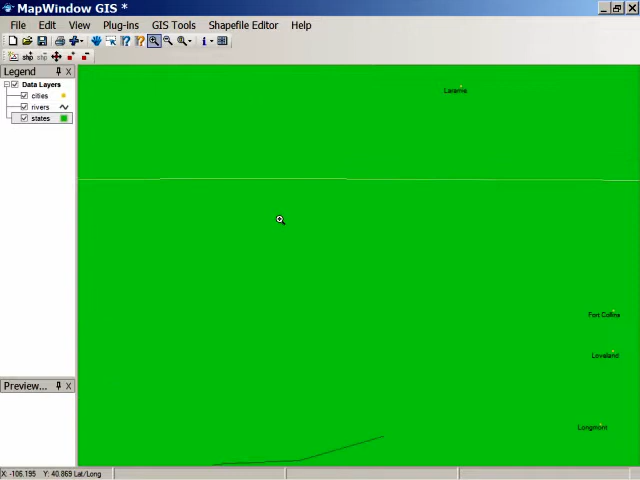 MapWindow GIS *
File Edit View Plug-ins GIS Tools Shapefile Editor Help
Legend
Data Layers
cities
rivers
states
Preview...
Laramie
Fort Collins
Loveland
Longmont
X: -106.195 Y: 40.869 Lat/Long